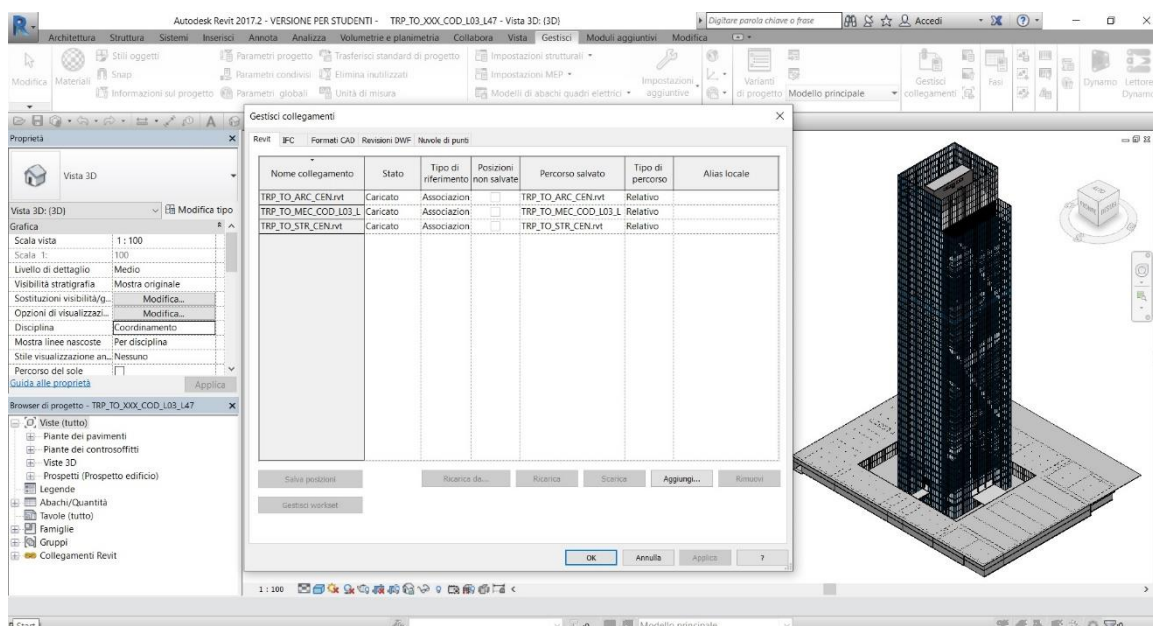 Autodesk Revit 2017.2 - VERSIONE PER STUDENTI - TRP_TO_XXX_COD_L03_L47 - Vista 3D: {3D}
Digitare parola chiave o frase
Accedi
Architettura Struttura Sistemi Inserisci Annota Analizza Volumetrie e planimetria Collabora Vista Gestisci Moduli aggiuntivi Modifica
Modifica
Materiali
Stili oggetti
Snap
Informazioni sul progetto
Parametri progetto
Parametri condivisi
Parametri globali
Trasferisci standard di progetto
Elimina inutilizzati
Unità di misura
Impostazioni strutturali
Impostazioni MEP
Modelli di abachi quadri elettrici
Impostazioni aggiuntive
Varianti di progetto
Modello principale
Gestisci collegamenti
Fasi
Dynamo
Lettore Dynamo
Proprietà
Vista 3D
Vista 3D: {3D}
Modifica tipo
Grafica
Scala vista 1 : 100
Scala 1: 100
Livello di dettaglio Medio
Visibilità stratigrafia Mostra originale
Sostituzioni visibilità/g... Modifica...
Opzioni di visualizzazi... Modifica...
Disciplina Coordinamento
Mostra linee nascoste Per disciplina
Stile visualizzazione an... Nessuno
Percorso del sole
Guida alle proprietà
Applica
Browser di progetto - TRP_TO_XXX_COD_L03_L47
Viste (tutto)
Piante dei pavimenti
Piante dei controsoffitti
Viste 3D
Prospetti (Prospetto edificio)
Legende
Abachi/Quantità
Tavole (tutto)
Famiglie
Gruppi
Collegamenti Revit
Gestisci collegamenti
Revit IFC Formati CAD Revisioni DWF Nuvole di punti
Nome collegamento Stato Tipo di riferimento Posizioni non salvate Percorso salvato Tipo di percorso Alias locale
TRP_TO_ARC_CEN.rvt Caricato Associazion TRP_TO_ARC_CEN.rvt Relativo
TRP_TO_MEC_COD_L03_L Caricato Associazion TRP_TO_MEC_COD_L03_L Relativo
TRP_TO_STR_CEN.rvt Caricato Associazion TRP_TO_STR_CEN.rvt Relativo
Salva posizioni
Ricarica da...
Ricarica
Scarica
Aggiungi...
Rimuovi
Gestisci workset
OK
Annulla
Applica
?
1 : 100
Modello principale